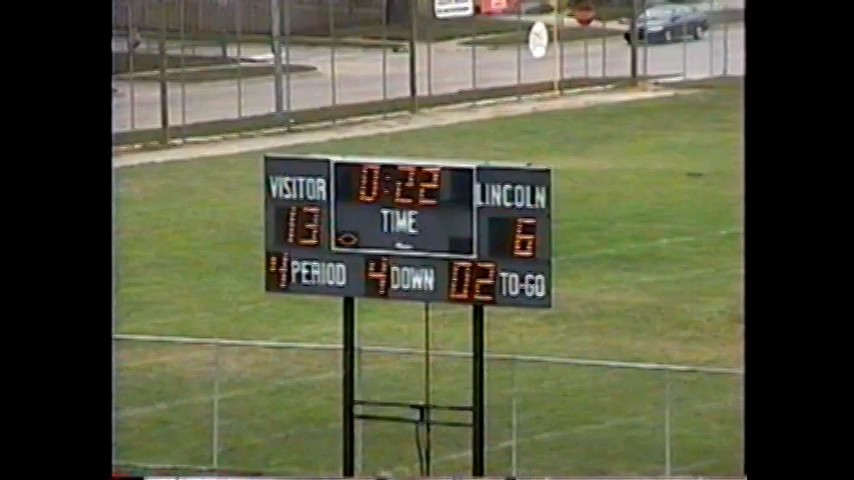 0:22
VISITOR TIME LINCOLN
13 6
4 PERIOD 4 DOWN 02 TO-GO